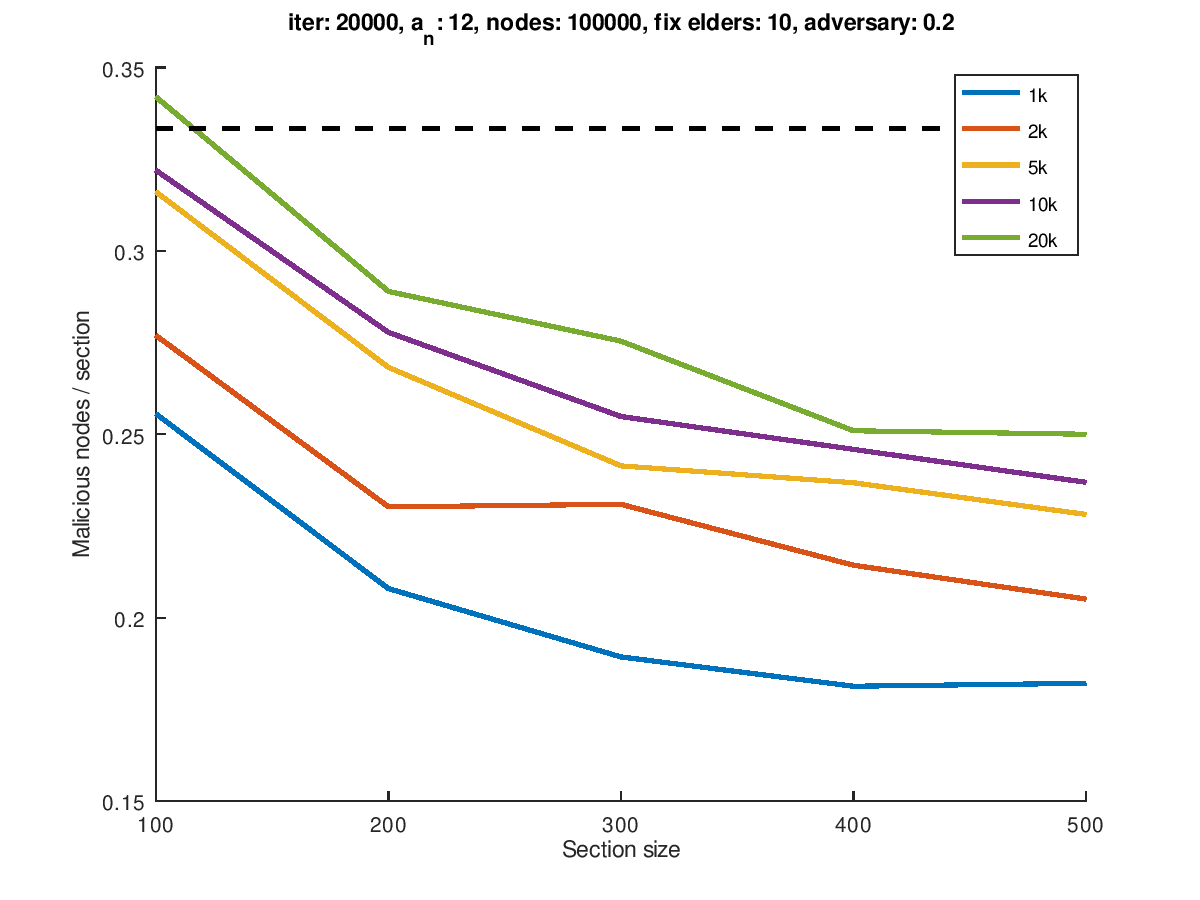 iter: 20000, a_n: 12, nodes: 100000, fix elders: 10, adversary: 0.2
0.35
0.3
0.25
0.2
0.15
Malicious nodes / section
1k
2k
5k
10k
20k
100 200 300 400 500
Section size